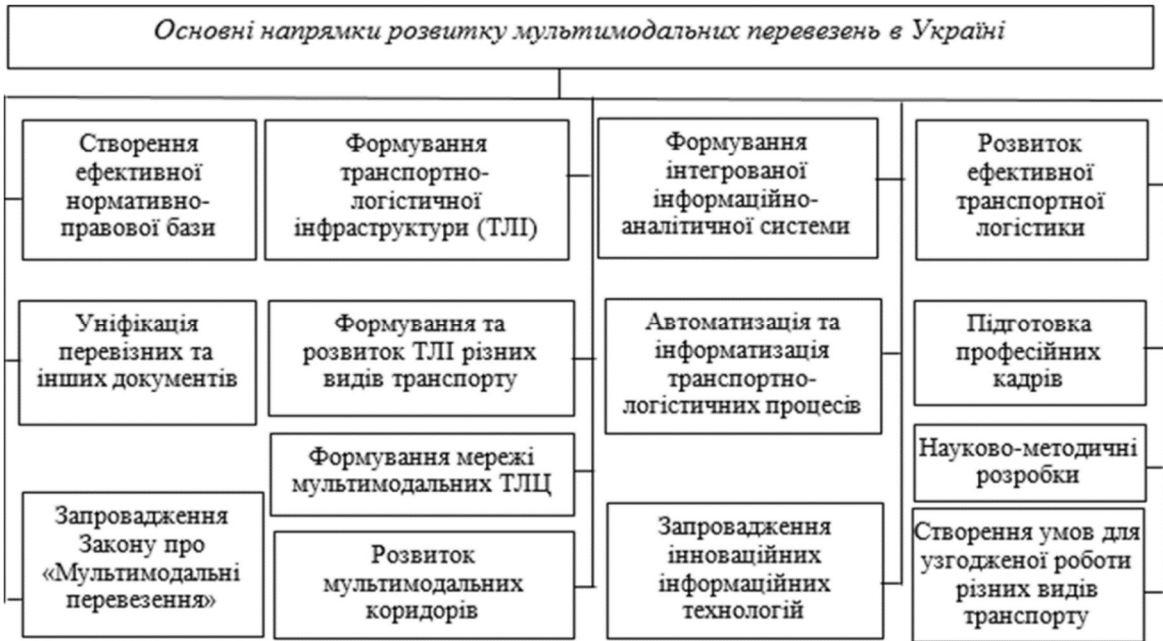 Основні напрямки розвитку мультимодальних перевезень в Україні
Створення
ефективної
нормативно-
правової бази
Уніфікація
перевізних та
інших документів
Запровадження
Закону про
«Мультимодальні
перевезення»
Формування
транспортно-
логістичної
інфраструктури (ТЛІ)
Формування та
розвиток ТЛІ різних
видів транспорту
Формування мережі
мультимодальних ТЛЦ
Розвиток
мультимодальних
коридорів
Формування
інтегрованої
інформаційно-
аналітичної системи
Автоматизація та
інформатизація
транспортно-
логістичних процесів
Запровадження
інноваційних
інформаційних
технологій
Розвиток
ефективної
транспортної
логістики
Підготовка
професійних
кадрів
Науково-методичні
розробки
Створення умов для
узгодженої роботи
різних видів
транспорту